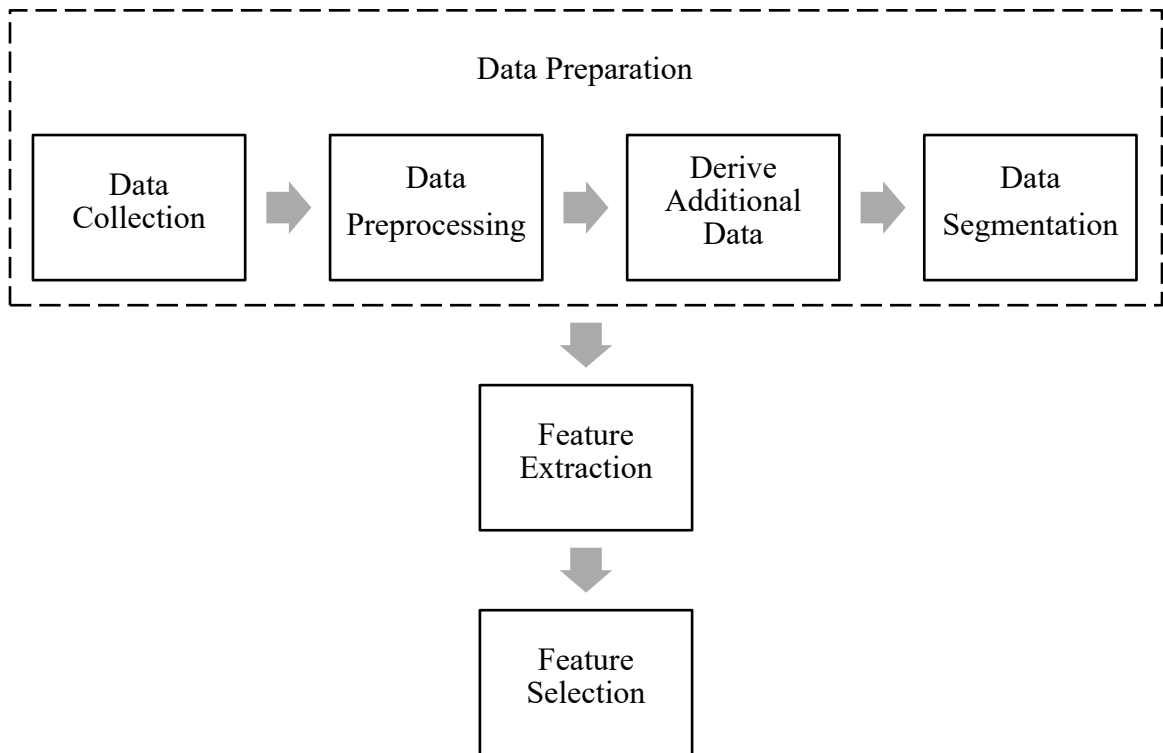 Data Preparation
Data
Collection
Data
Preprocessing
Derive
Additional
Data
Data
Segmentation
Feature
Extraction
Feature
Selection